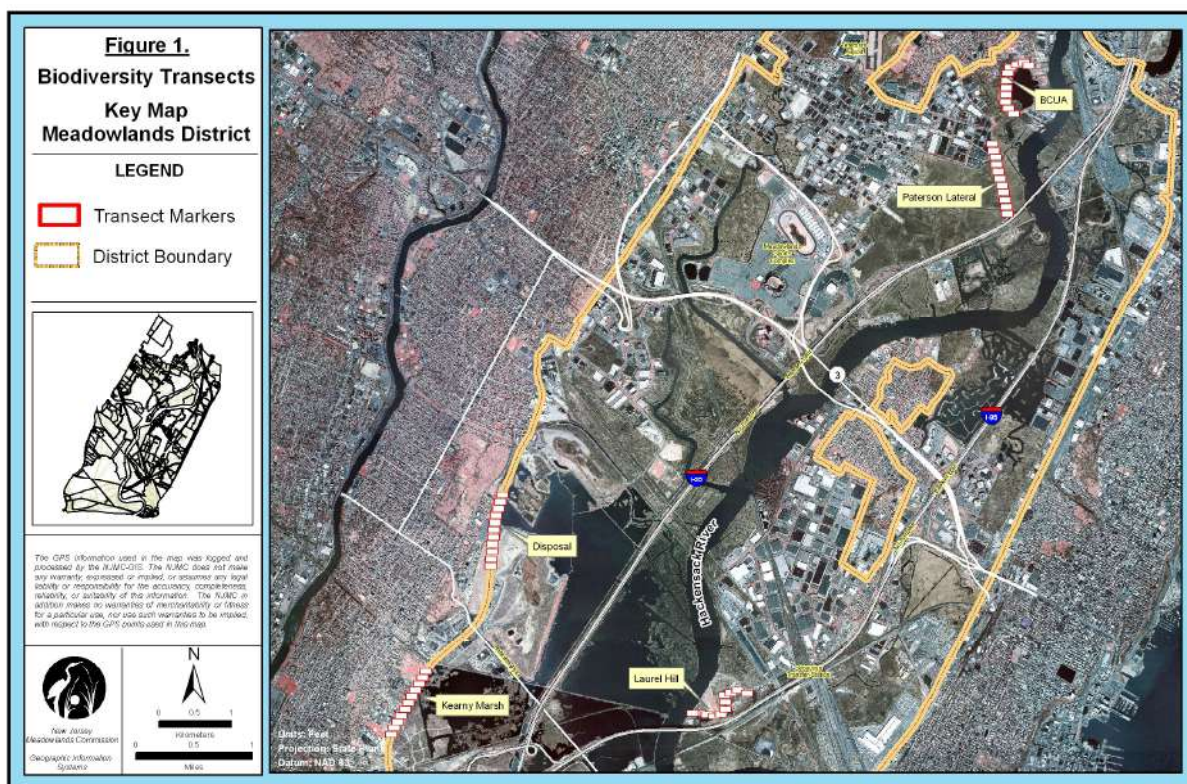 Figure 1.
Biodiversity Transects
Key Map
Meadowlands District
LEGEND
Transect Markers
District Boundary
The GPS information used in the map was logged and
processed by the NJMC-GIS. The NJMC does not make
any warranty, expressed or implied, or assumes any legal
liability or responsibility for the accuracy, completeness,
reliability, or suitability of this information. The NJMC in
addition makes no warranties of merchantability or fitness
for a particular use, nor use such warranties to be implied,
with respect to the GPS points used in this map.
New Jersey
Meadowlands Commission
Geographic Information
Systems
N
0 0.5 1
Kilometers
0 0.5 1
Miles
BCUA
Paterson Lateral
3
I-95
I-95
Disposal
Hackensack River
Laurel Hill
Kearny Marsh
Units: Feet
Projection: State Plane
Datum: NAD 83